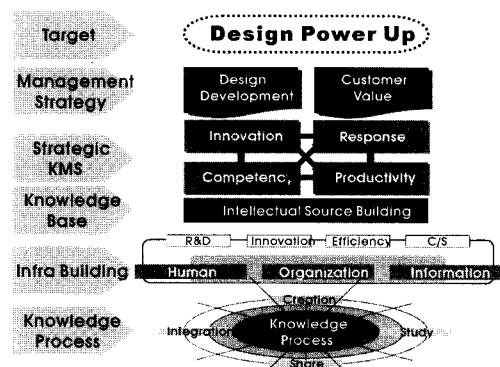 Target
Design Power Up
Management
Strategy
Design
Development
Customer
Value
Strategic
KMS
Innovation
Response
Competency
Productivity
Knowledge
Base
Intellectual Source Building
R&D
Innovation
Efficiency
C/S
Infra Building
Human
Organization
Information
Knowledge
Process
Creation
Integration
Knowledge
Process
Study
Share